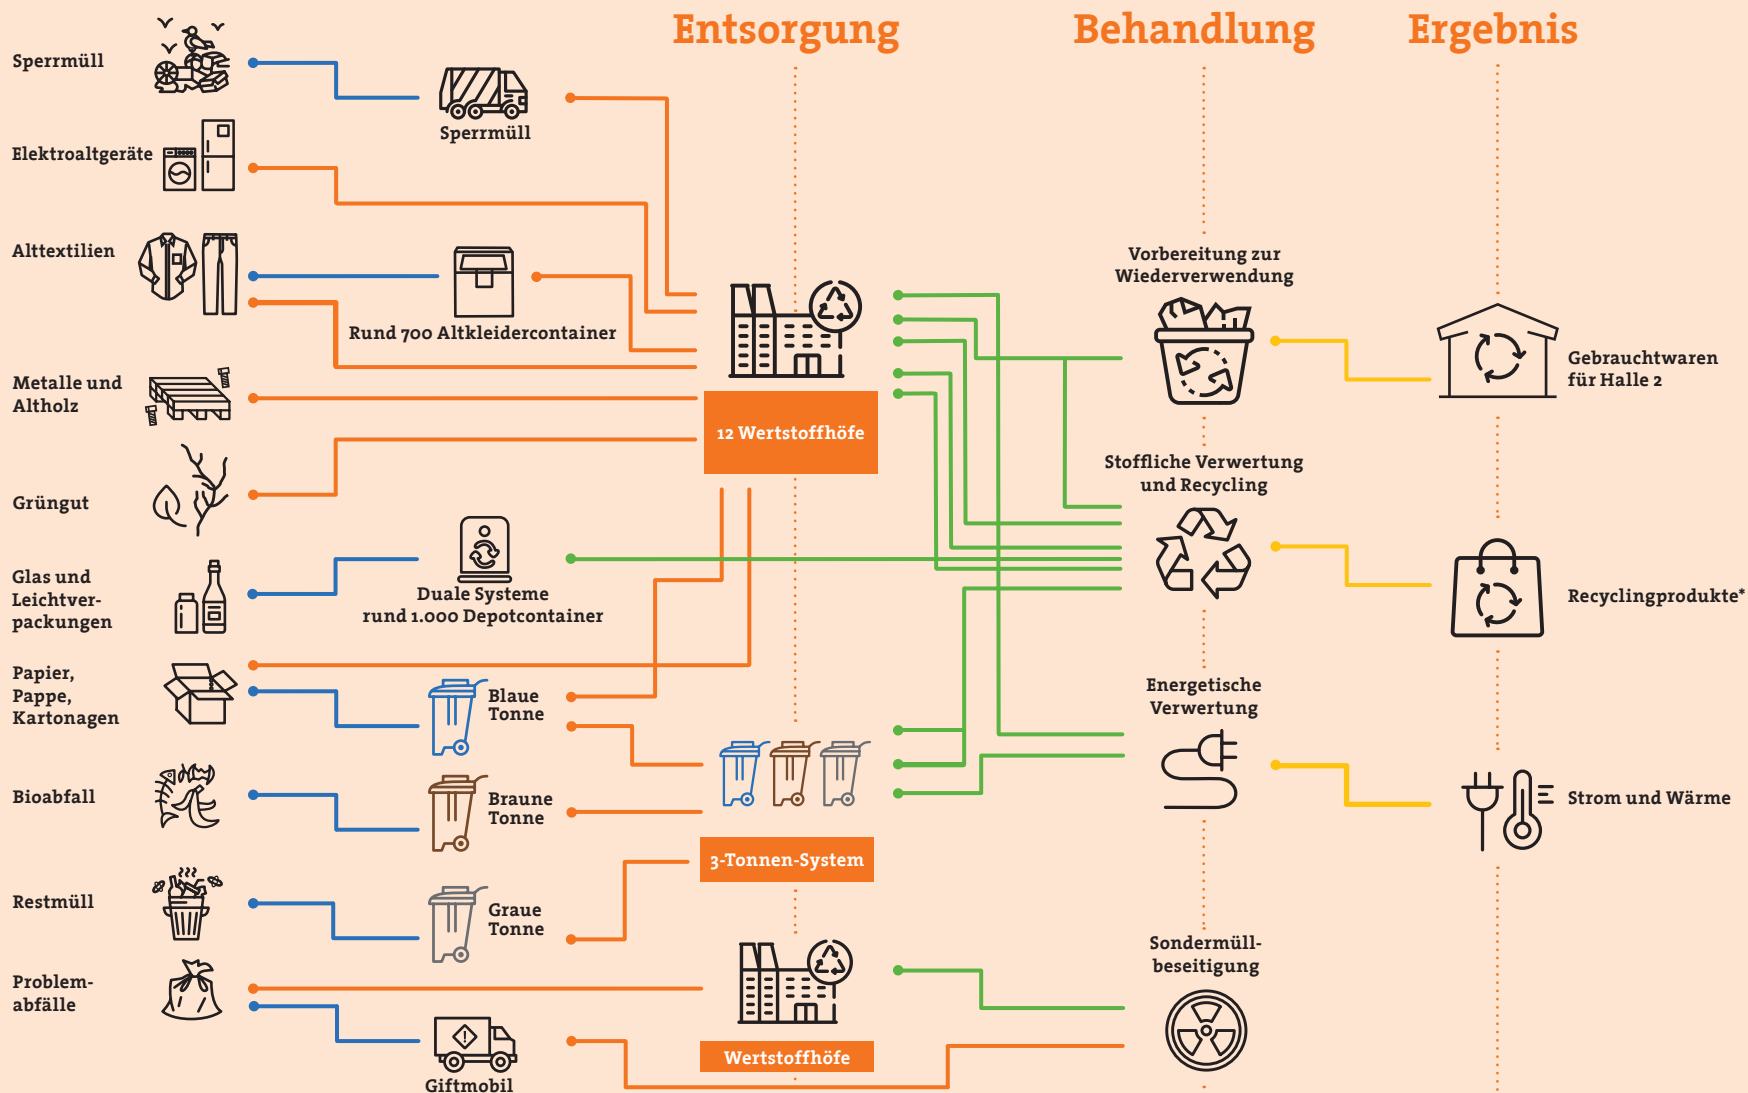 Entsorgung
Behandlung
Ergebnis
Sperrmüll
Sperrmüll
Elektroaltgeräte
Alttextilien
Rund 700 Altkleidercontainer
Metalle und
Altholz
12 Wertstoffhöfe
Grüngut
Glas und
Leichtver-
packungen
Duale Systeme
rund 1.000 Depotcontainer
Papier,
Pappe,
Kartonagen
Blaue
Tonne
Bioabfall
Braune
Tonne
3-Tonnen-System
Restmüll
Graue
Tonne
Problem-
abfälle
!
Giftmobil
Wertstoffhöfe
Vorbereitung zur
Wiederverwendung
Stoffliche Verwertung
und Recycling
Energetische
Verwertung
Sondermüll-
beseitigung
Gebrauchtwaren
für Halle 2
Recyclingprodukte*
Strom und Wärme